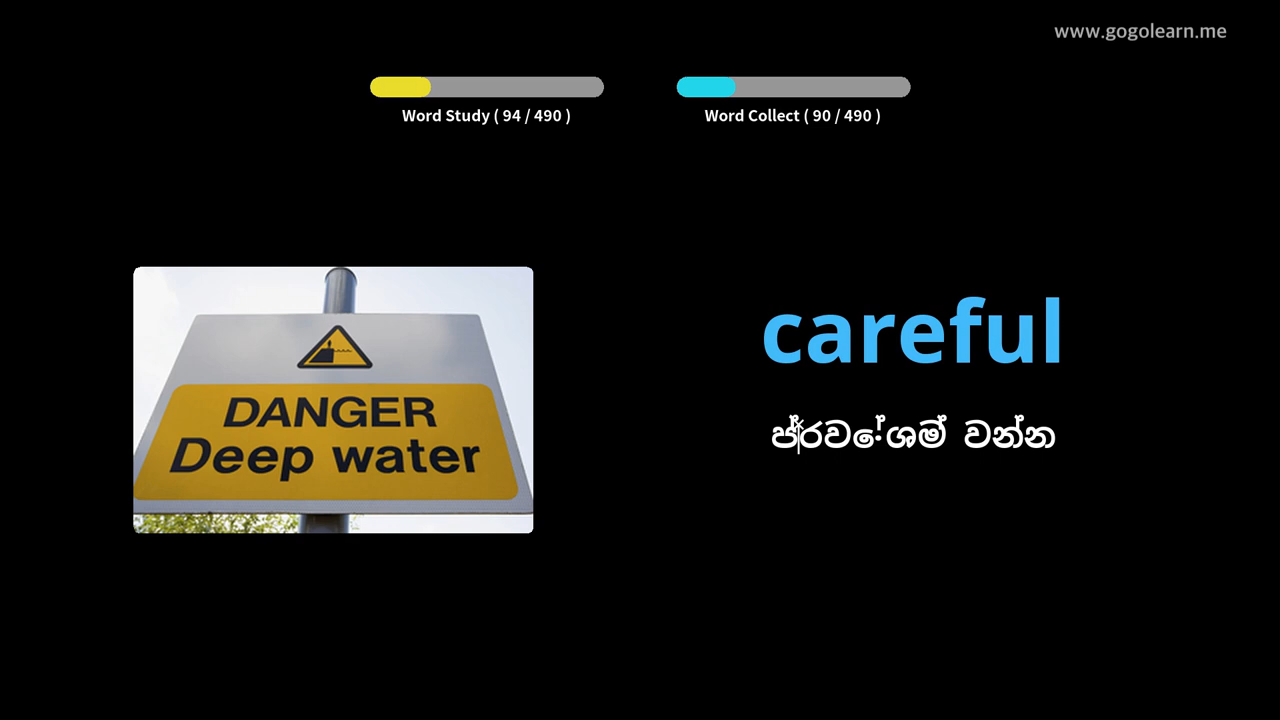 www.gogolearn.me
Word Study ( 94 / 490 )
Word Collect ( 90 / 490 )
DANGER
Deep water
careful
ප්‍රවේශම් වන්න